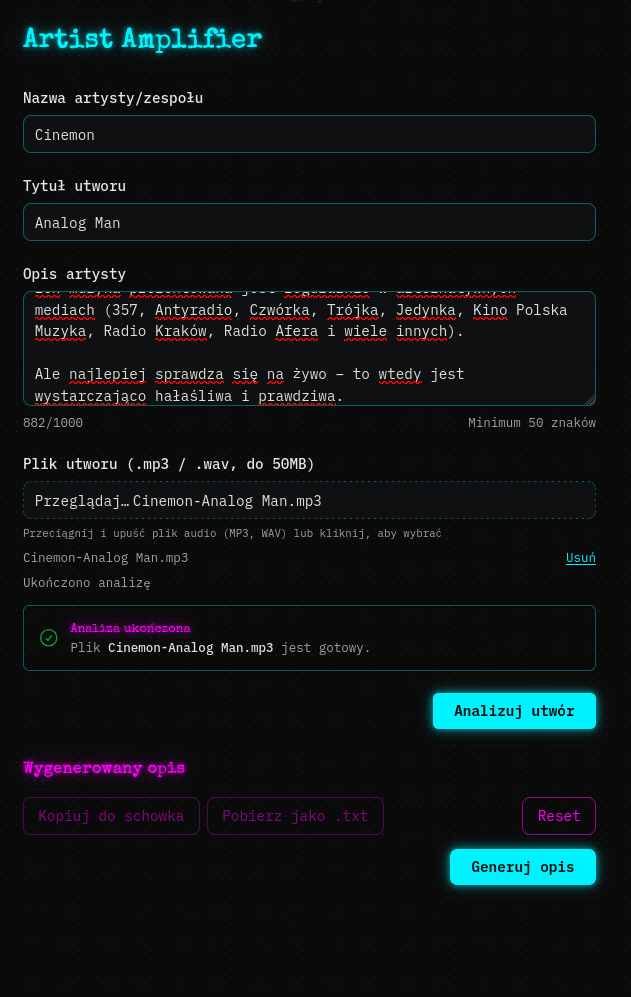 Artist Amplifier
Nazwa artysty/zespołu
Cinemon
Tytuł utworu
Analog Man
Opis artysty
mediach (357, Antyradio, Czwórka, Trójka, Jedynka, Kino Polska
Muzyka, Radio Kraków, Radio Afera i wiele innych).
Ale najlepiej sprawdza się na żywo – to wtedy jest
wystarczająco hałaśliwa i prawdziwa.
882/1000 Minimum 50 znaków
Plik utworu (.mp3 / .wav, do 50MB)
Przeglądaj… Cinemon-Analog Man.mp3
Przeciągnij i upuść plik audio (MP3, WAV) lub kliknij, aby wybrać
Cinemon-Analog Man.mp3 Usuń
Ukończono analizę
Analiza ukończona
Plik Cinemon-Analog Man.mp3 jest gotowy.
Analizuj utwór
Wygenerowany opis
Kopiuj do schowka Pobierz jako .txt Reset
Generuj opis